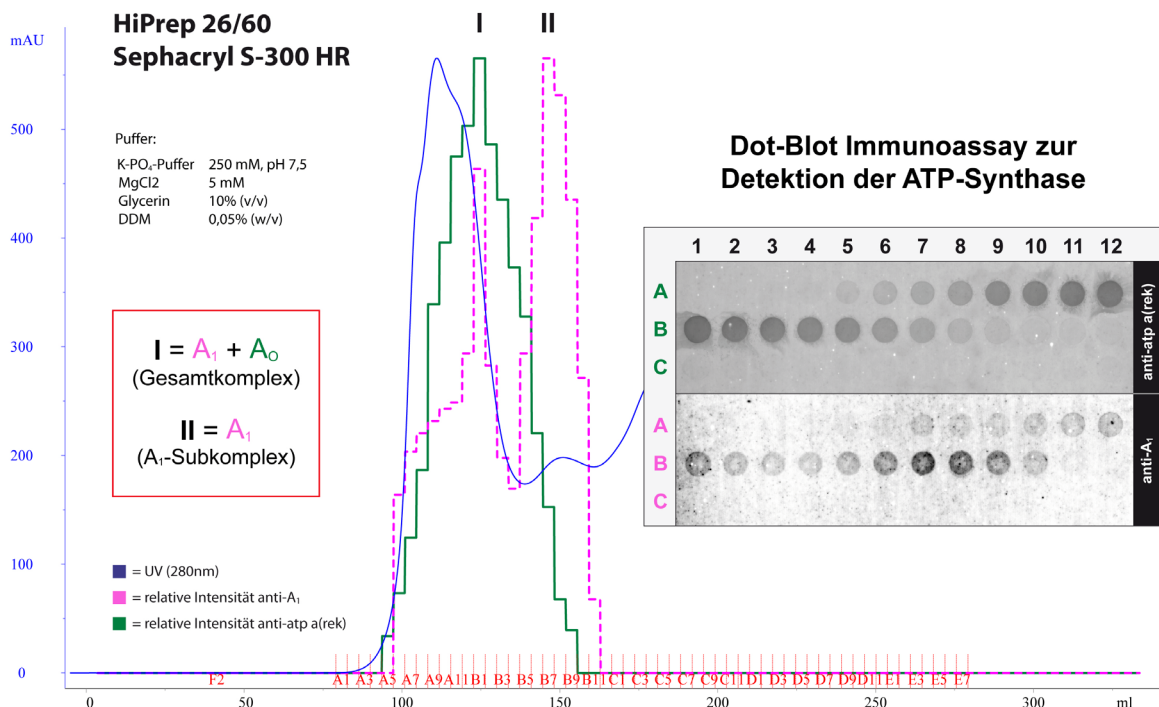 HiPrep 26/60
Sephacryl S-300 HR
I
II
mAU
500
400
300
200
100
0
Puffer:
K-PO₄-Puffer 250 mM, pH 7,5
MgCl2 5 mM
Glycerin 10% (v/v)
DDM 0,05% (w/v)
I = A₁ + A₀
(Gesamtkomplex)
II = A₁
(A₁-Subkomplex)
= UV (280nm)
= relative Intensität anti-A₁
= relative Intensität anti-atp a(rek)
F2 A1 A3 A5 A7 A9 A11 B1 B3 B5 B7 B9 B11 C1 C3 C5 C7 C9 C11 D1 D3 D5 D7 D9 D11 E1 E3 E5 E7
0 50 100 150 200 250 300 ml
Dot-Blot Immunoassay zur
Detektion der ATP-Synthase
1 2 3 4 5 6 7 8 9 10 11 12
A
B
C
anti-atp a(rek)
A
B
C
anti-A₁